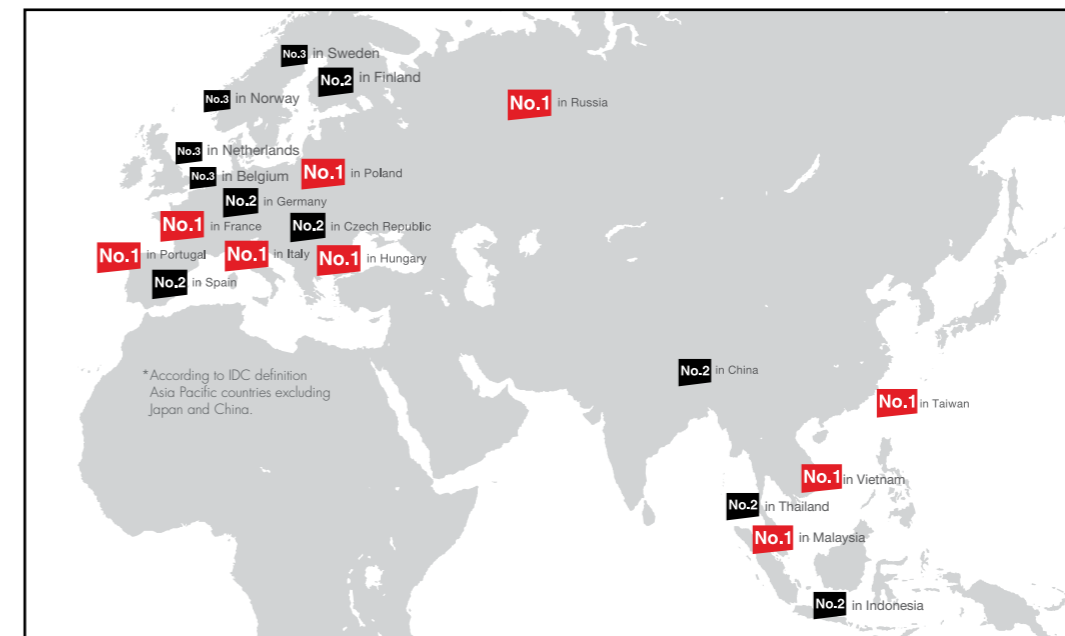 No.3 in Sweden
No.2 in Finland
No.3 in Norway
No.1 in Russia
No.3 in Netherlands
No.3 in Belgium
No.1 in Poland
No.2 in Germany
No.1 in France
No.2 in Czech Republic
No.1 in Portugal
No.1 in Italy
No.1 in Hungary
No.2 in Spain
*According to IDC definition
Asia Pacific countries excluding
Japan and China.
No.2 in China
No.1 in Taiwan
No.1 in Vietnam
No.2 in Thailand
No.1 in Malaysia
No.2 in Indonesia